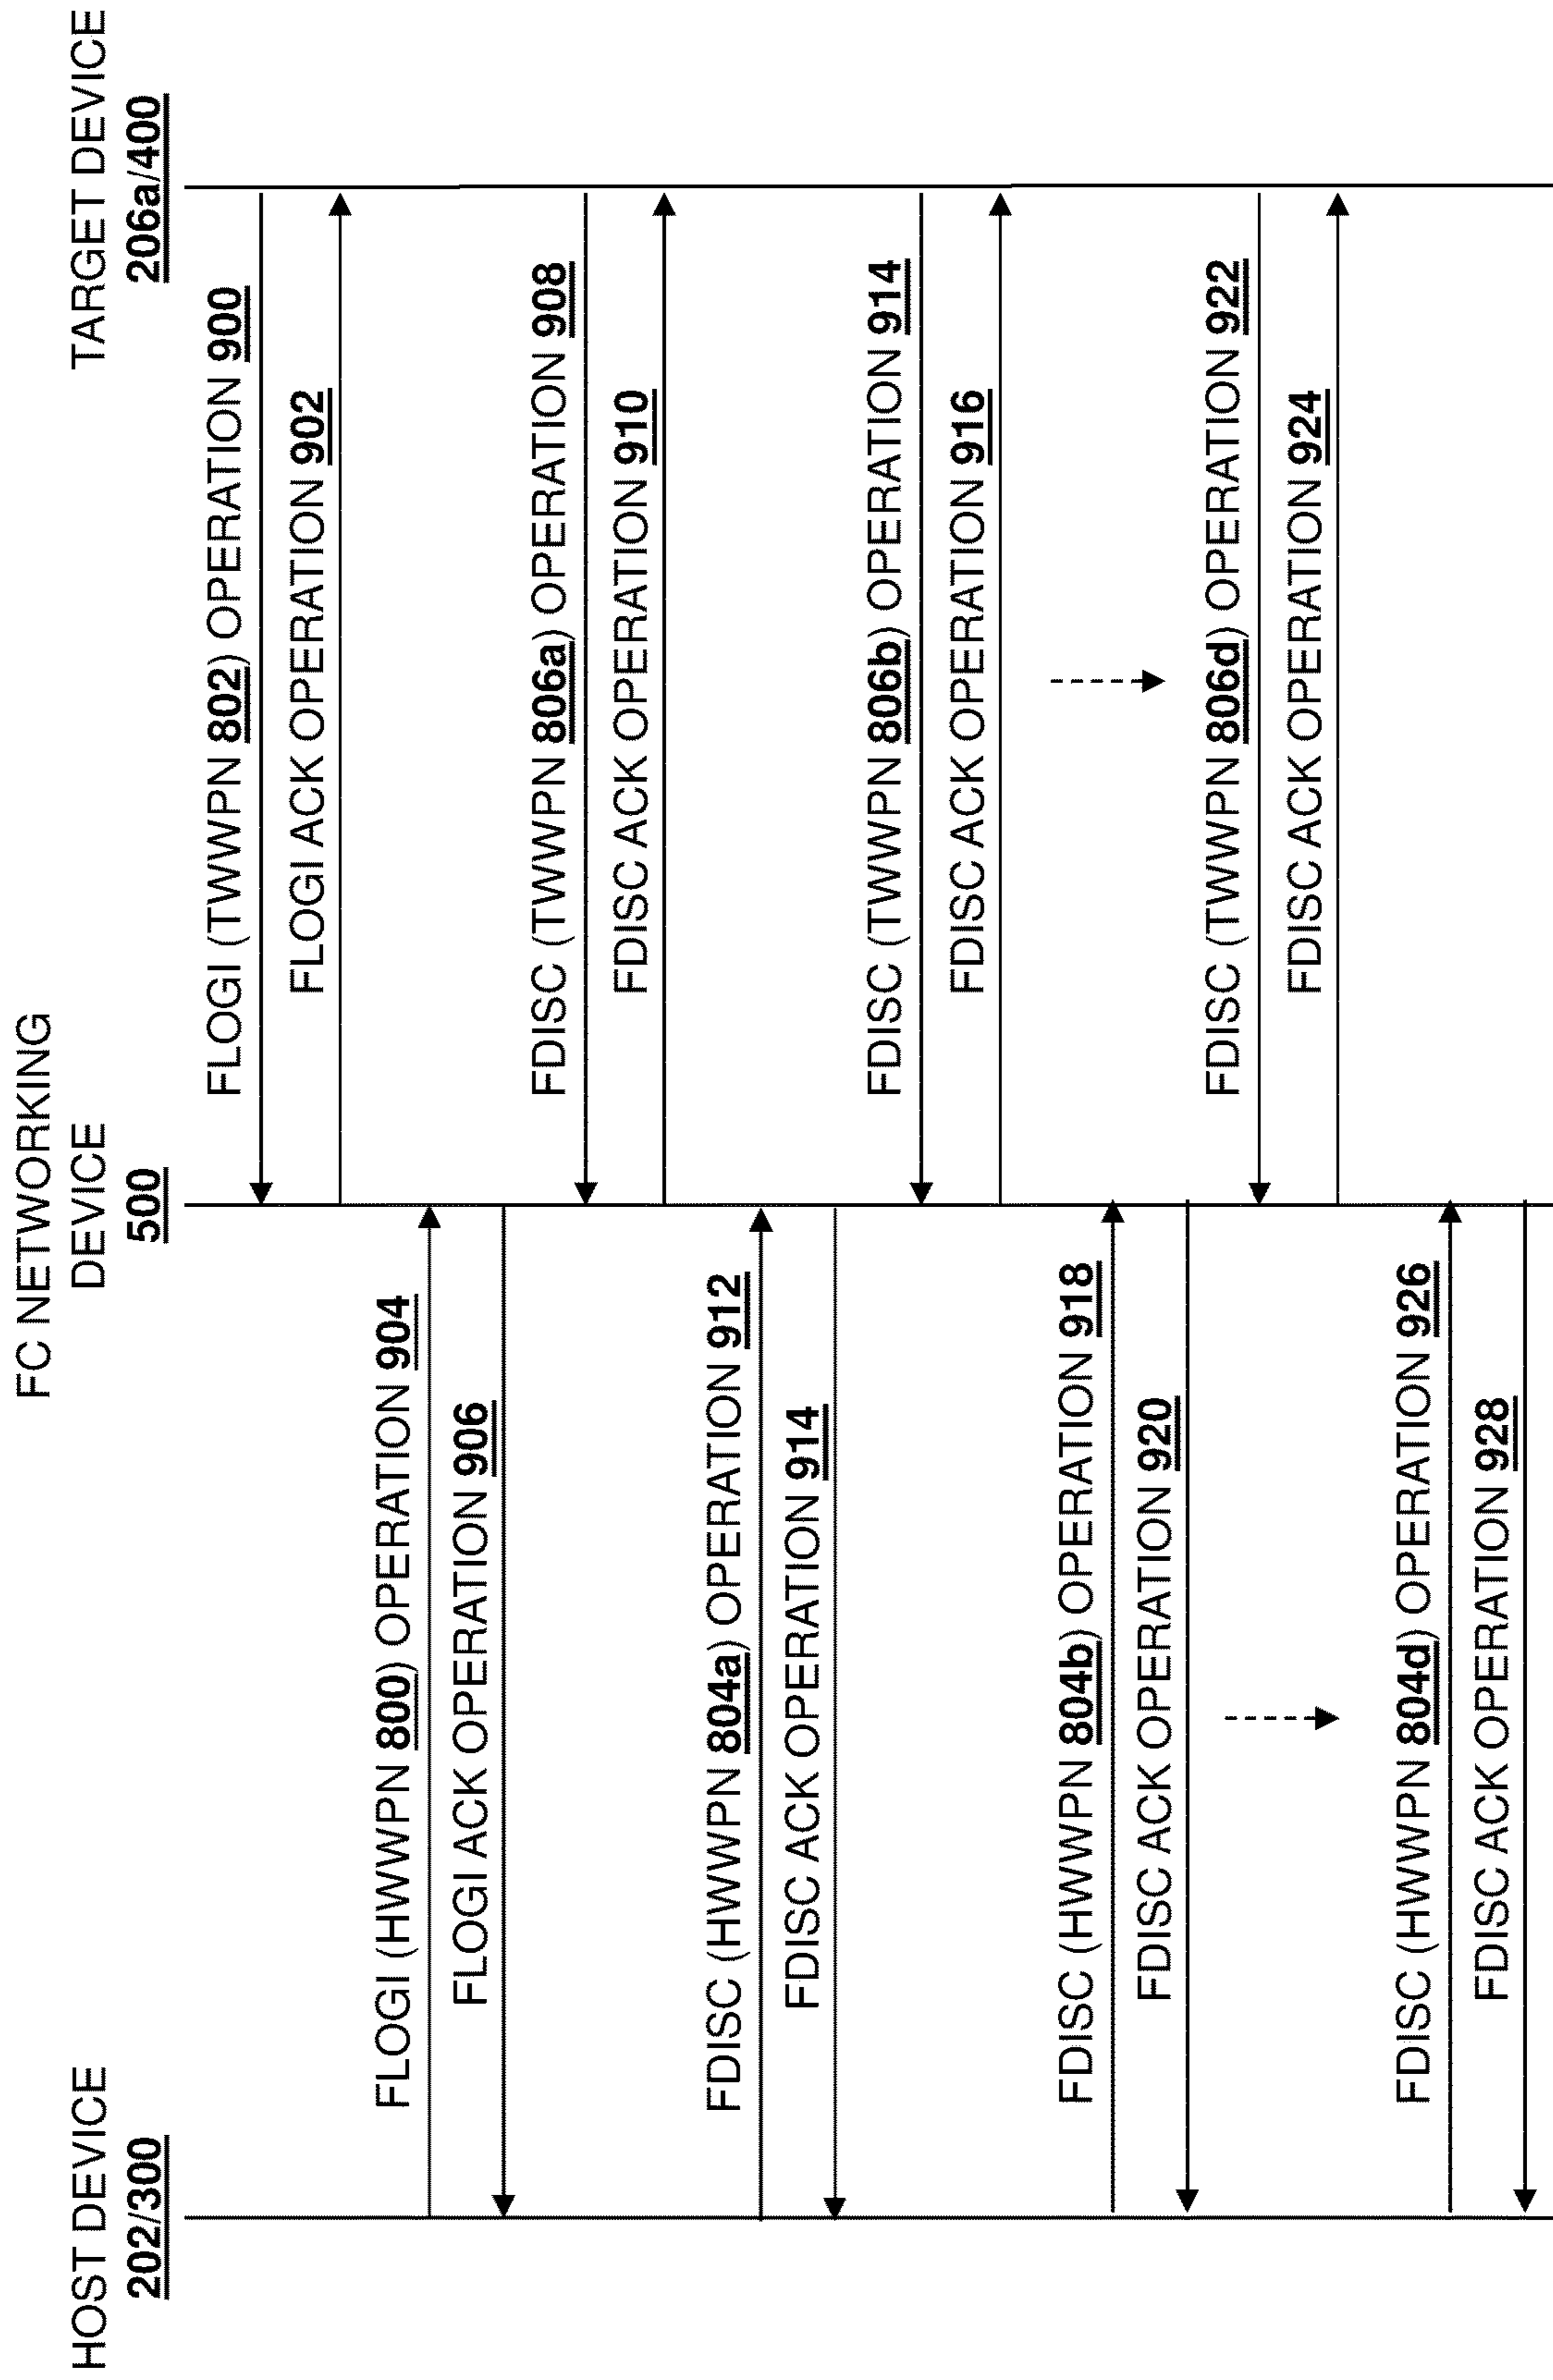 HOST DEVICE
202/300
FC NETWORKING
DEVICE
500
TARGET DEVICE
206a/400
FLOGI (TWWPN 802) OPERATION 900
FLOGI ACK OPERATION 902
FLOGI (HWWPN 800) OPERATION 904
FLOGI ACK OPERATION 906
FDISC (TWWPN 806a) OPERATION 908
FDISC ACK OPERATION 910
FDISC (HWWPN 804a) OPERATION 912
FDISC ACK OPERATION 914
FDISC (TWWPN 806b) OPERATION 914
FDISC ACK OPERATION 916
FDISC (HWWPN 804b) OPERATION 918
FDISC ACK OPERATION 920
FDISC (TWWPN 806d) OPERATION 922
FDISC ACK OPERATION 924
FDISC (HWWPN 804d) OPERATION 926
FDISC ACK OPERATION 928